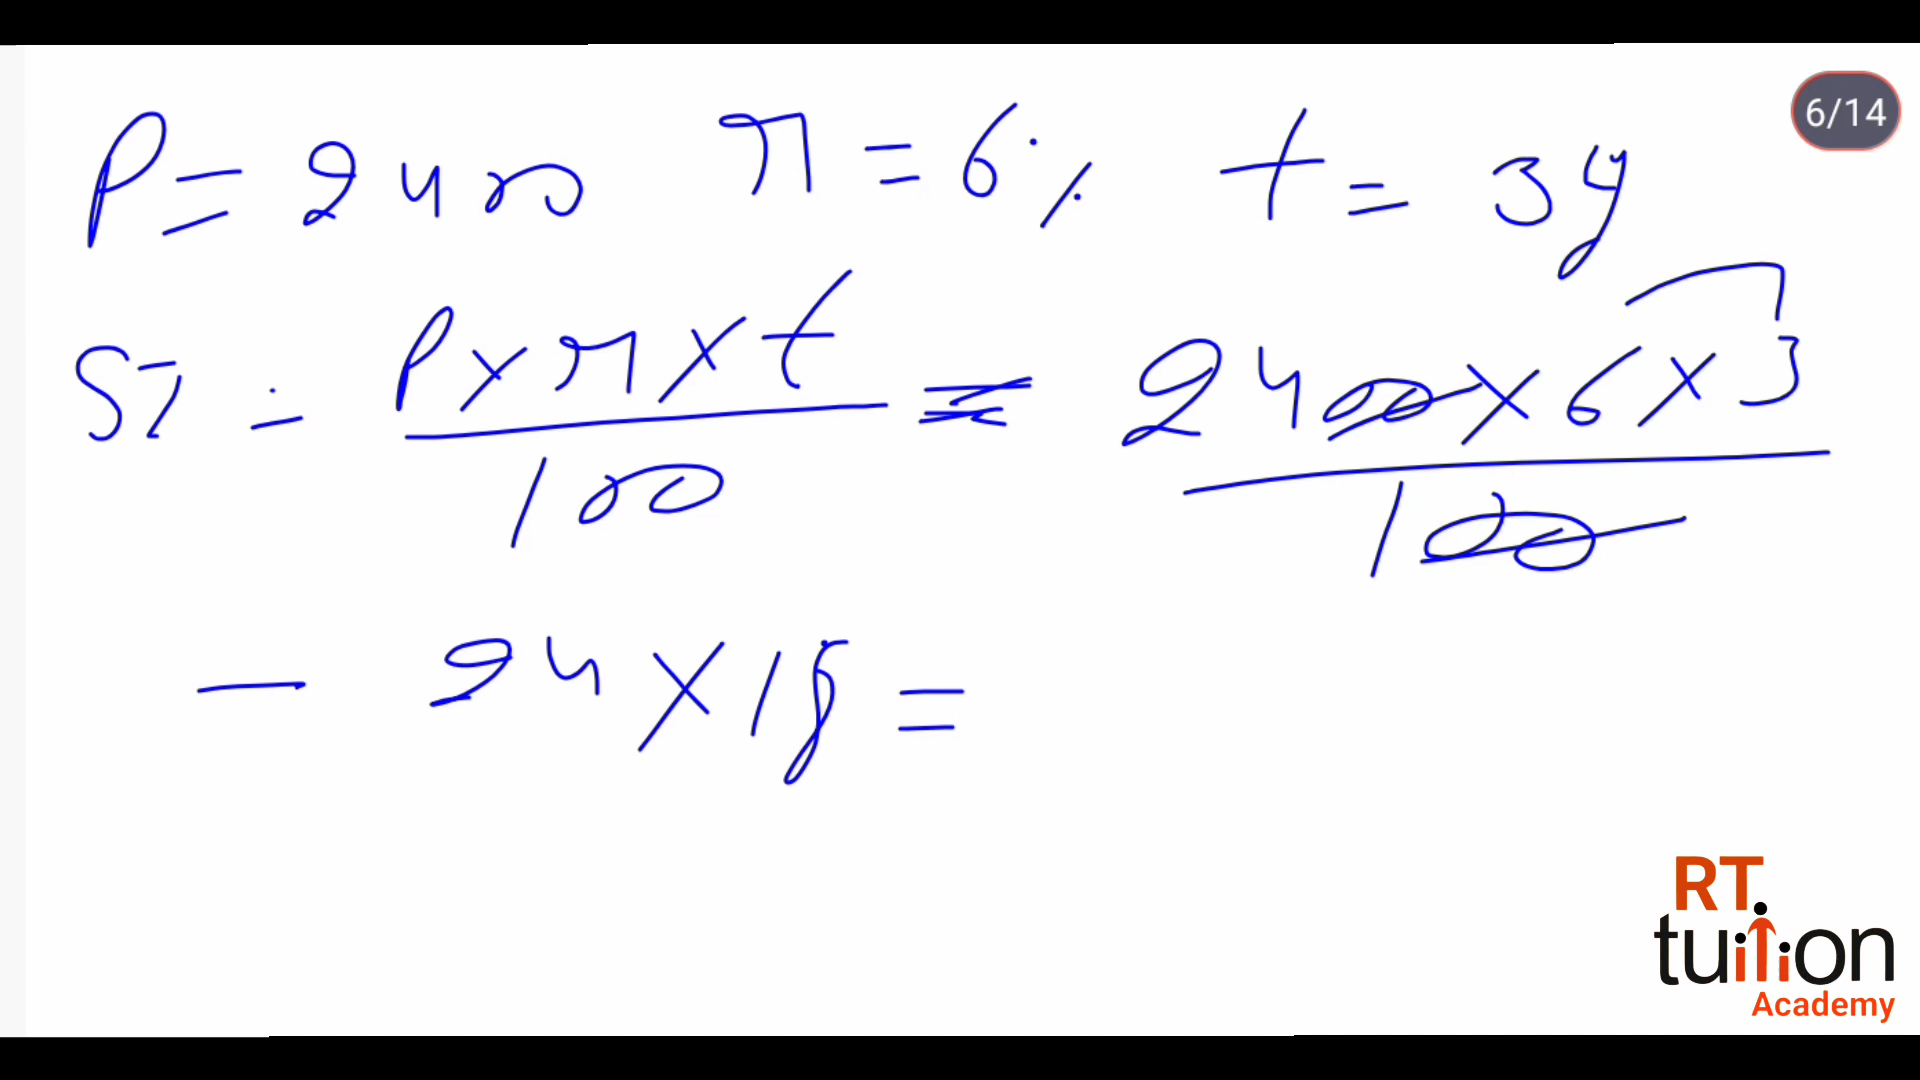 P = 2400 r = 6% t = 3y
6/14
SI = P x r x t / 100 = 2400 x 6 x 3 / 100
= 24 x 18 =
RT
tuition
Academy